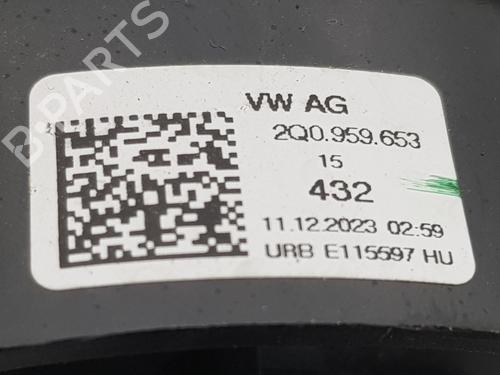 VW AG
2Q0.959.653
15
432
11.12.2023 02:59
URB E115597 HU
B-PARTS